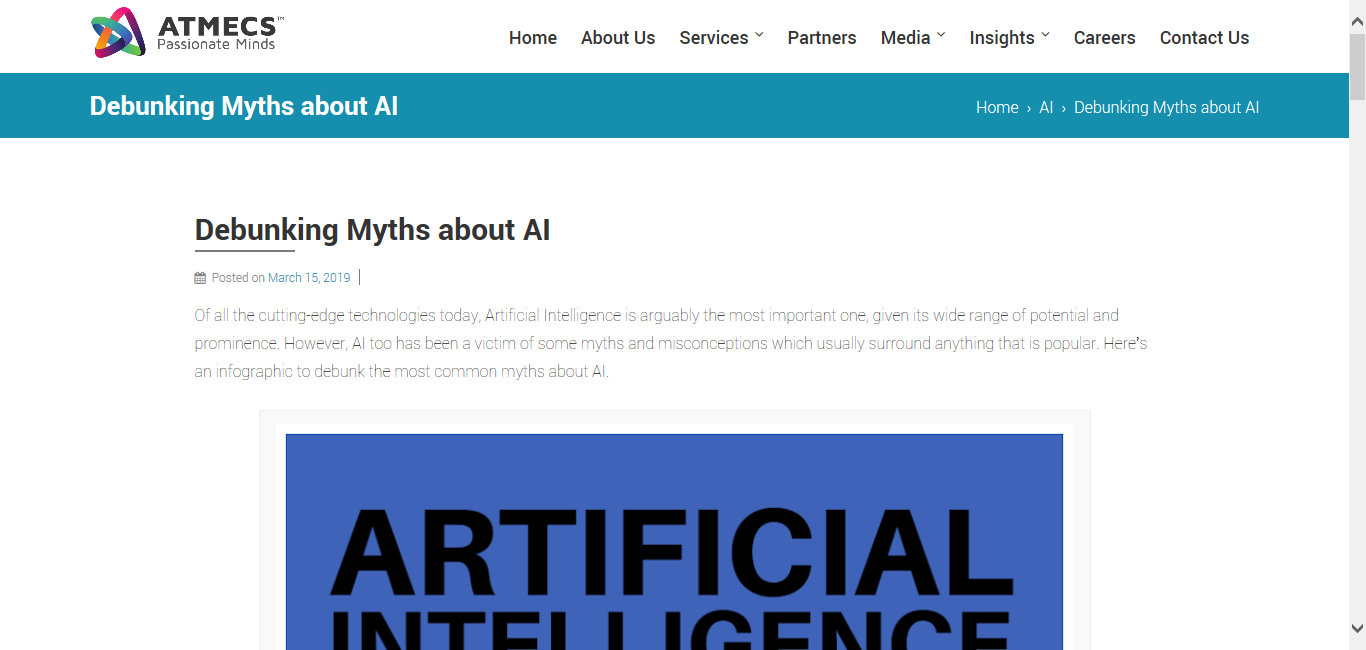 ATMECS™
Passionate Minds
Home About Us Services Partners Media Insights Careers Contact Us
Debunking Myths about AI
Home › AI › Debunking Myths about AI
Debunking Myths about AI
Posted on March 15, 2019
Of all the cutting-edge technologies today, Artificial Intelligence is arguably the most important one, given its wide range of potential and
prominence. However, AI too has been a victim of some myths and misconceptions which usually surround anything that is popular. Here’s
an infographic to debunk the most common myths about AI.
ARTIFICIAL
INTELLIGENCE